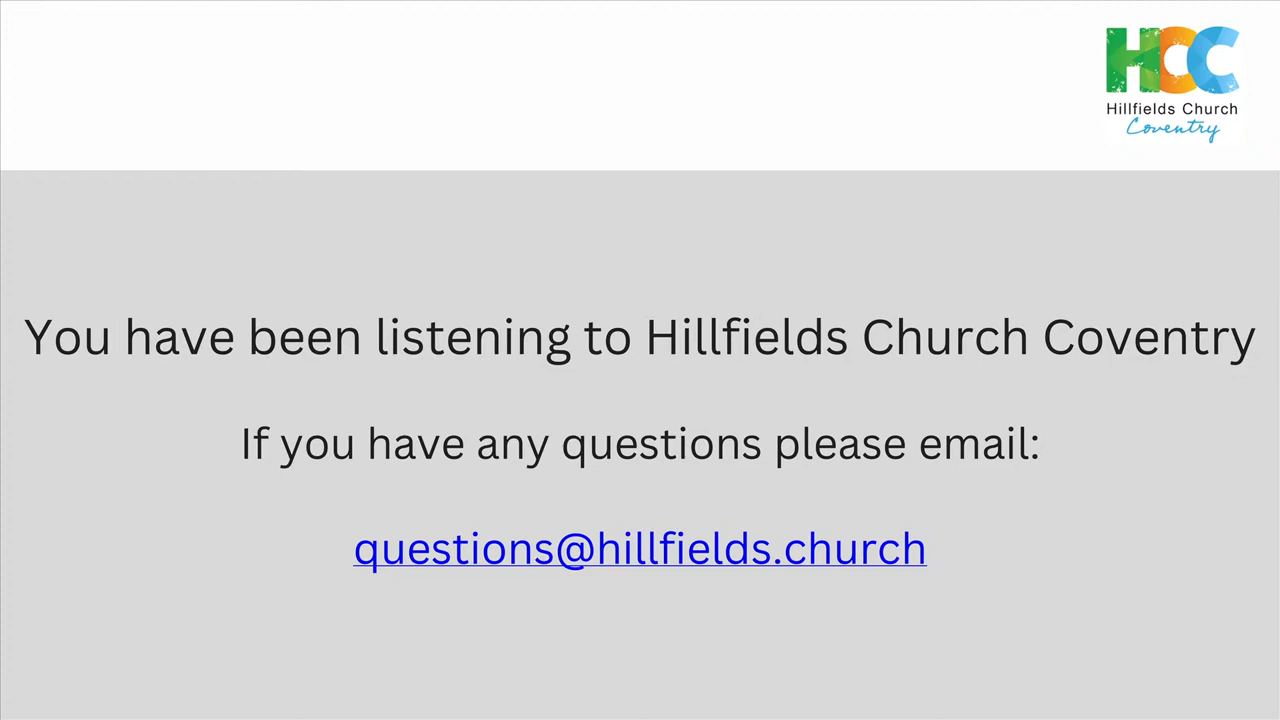 HCC
Hillfields Church
Coventry
You have been listening to Hillfields Church Coventry
If you have any questions please email:
questions@hillfields.church